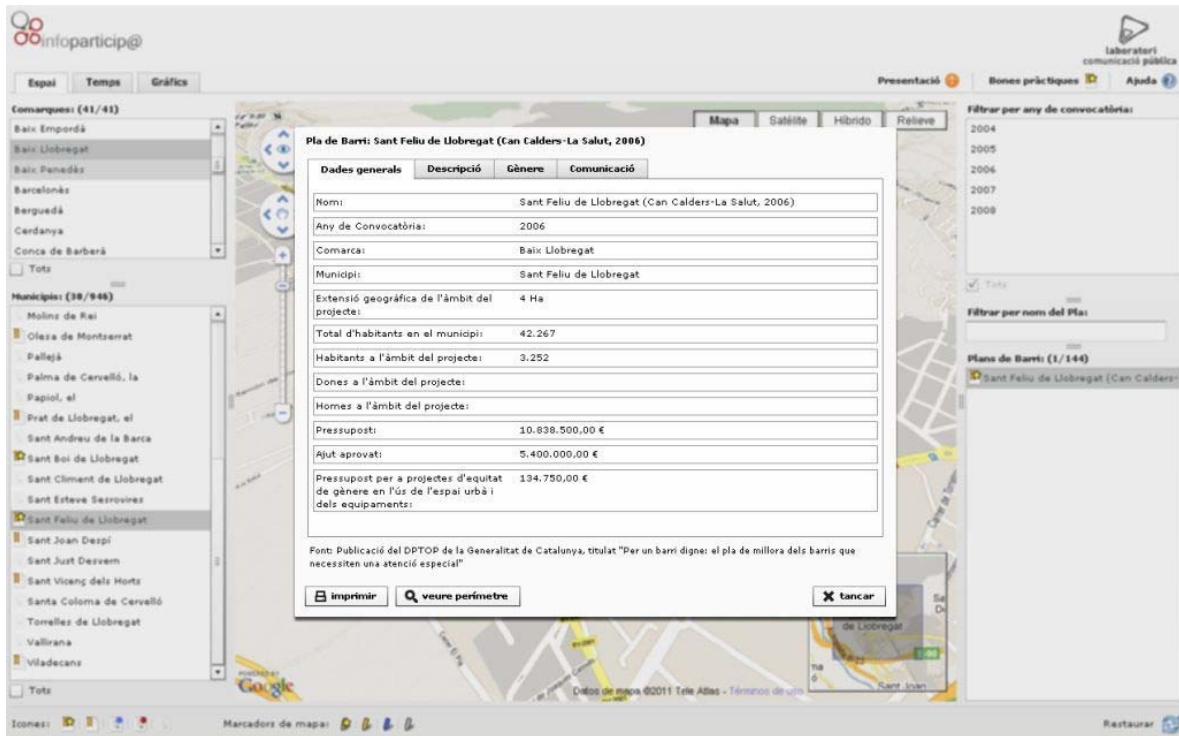 infoparticip@
laboratori
comunicació pública
Espai
Temps
Gráfics
Presentació
Bones pràctiques
Ajuda
Comarques: (41/41)
Baix Empordà
Baix Llobregat
Baix Penedès
Barcelonès
Berguedà
Cerdanya
Conca de Barberà
Tots
Municipis: (30/946)
Molins de Rei
Olesa de Montserrat
Pallejà
Palma de Cervelló, la
Papiol, el
Prat de Llobregat, el
Sant Andreu de la Barca
Sant Boi de Llobregat
Sant Climent de Llobregat
Sant Esteve Sesrovires
Sant Feliu de Llobregat
Sant Joan Despí
Sant Just Desvern
Sant Vicenç dels Horts
Santa Coloma de Cervelló
Torrelles de Llobregat
Vallirana
Viladecans
Tots
Mapa
Satélite
Híbrido
Relieve
Pla de Barri: Sant Feliu de Llobregat (Can Calders-La Salut, 2006)
Dades generals
Descripció
Gènere
Comunicació
Nom: Sant Feliu de Llobregat (Can Calders-La Salut, 2006)
Any de Convocatòria: 2006
Comarca: Baix Llobregat
Municipi: Sant Feliu de Llobregat
Extensió geogràfica de l'àmbit del 4 Ha
projecte:
Total d'habitants en el municipi: 42.267
Habitants a l'àmbit del projecte: 3.252
Dones a l'àmbit del projecte:
Homes a l'àmbit del projecte:
Pressupost: 10.838.500,00 €
Ajut aprovat: 5.400.000,00 €
Pressupost per a projectes d'equitat 134.750,00 €
de gènere en l'ús de l'espai urbà i
dels equipaments:
Font: Publicació del DPTOP de la Generalitat de Catalunya, titulat "Per un barri digne: el pla de millora dels barris que
necessiten una atenció especial"
imprimir
veure perímetre
tancar
Filtrar per any de convocatòria:
2004
2005
2006
2007
2008
Tots
Filtrar per nom del Pla:
Plans de Barri: (1/144)
Sant Feliu de Llobregat (Can Calders-
de Llobregat
Sant Joan
POWERED BY
Google
Datos de mapa ©2011 Tele Atlas - Términos de uso
Icones:
Marcadors de mapa:
Restaurar